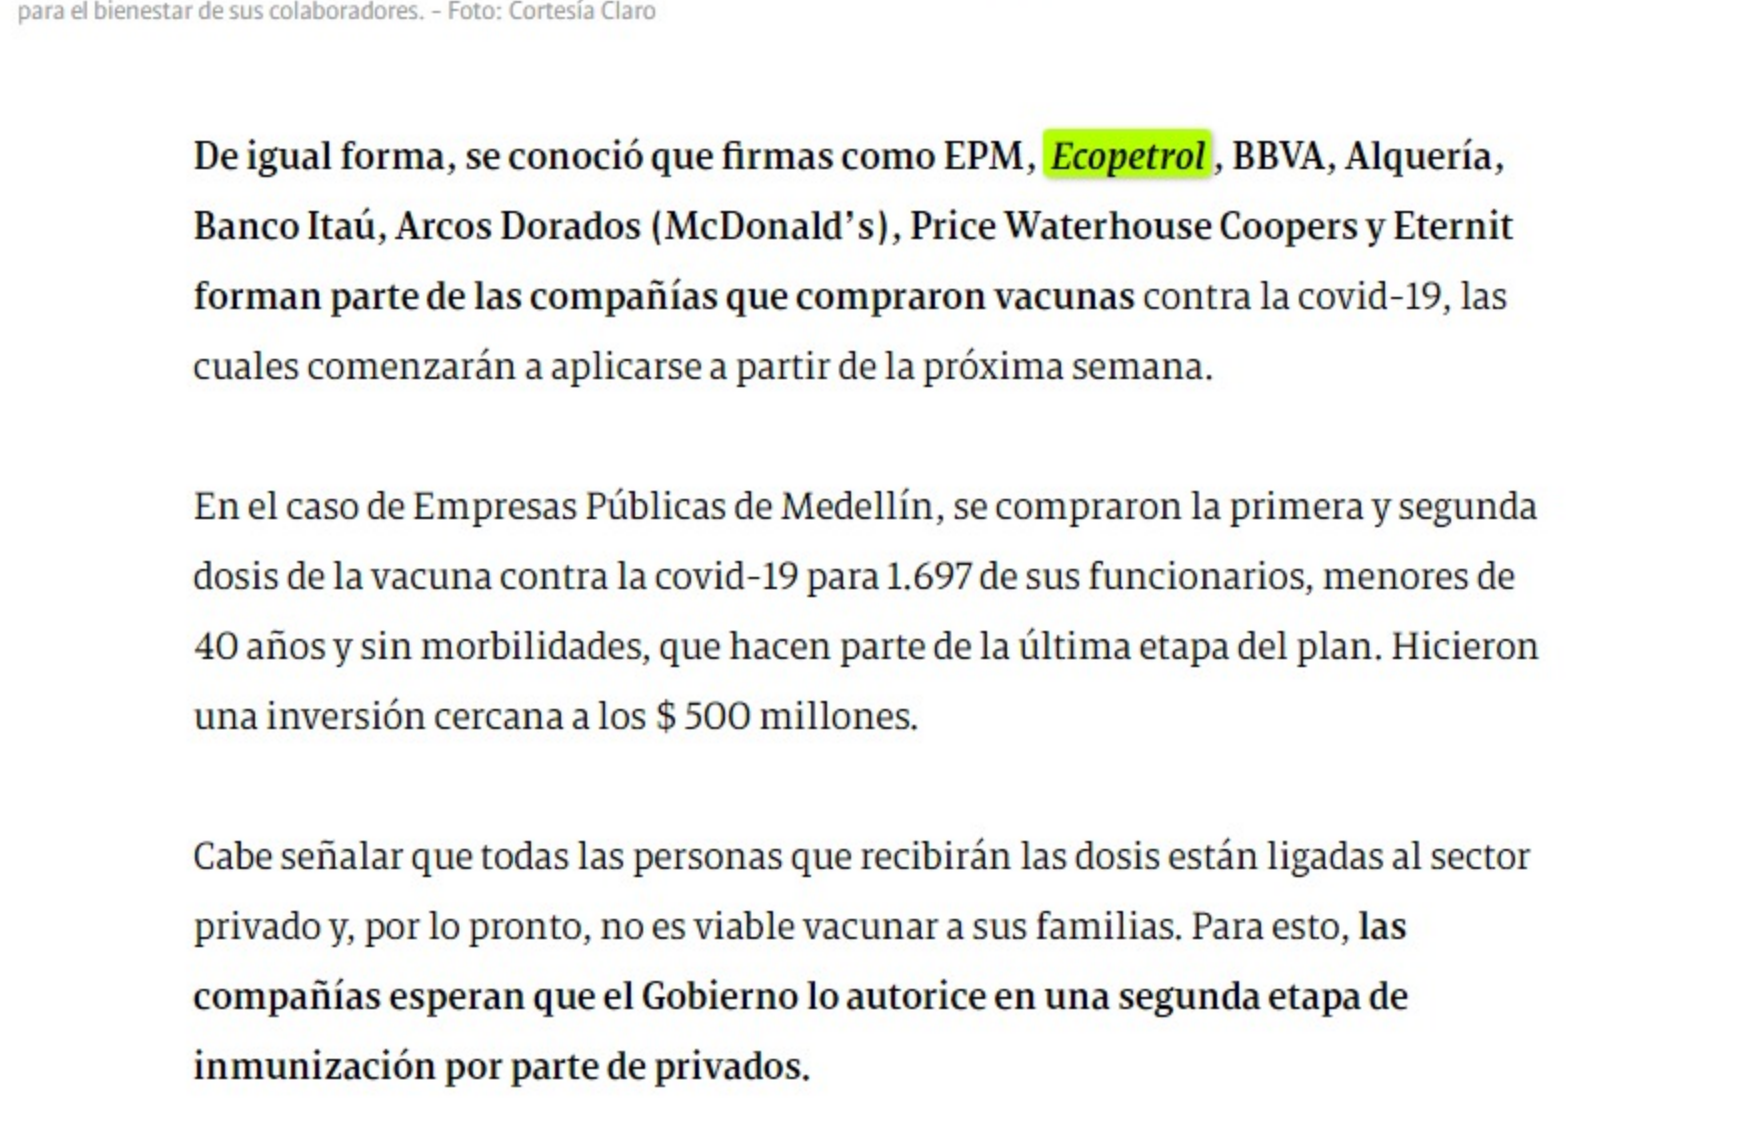 para el bienestar de sus colaboradores. – Foto: Cortesía Claro
De igual forma, se conoció que firmas como EPM, Ecopetrol, BBVA, Alquería,
Banco Itaú, Arcos Dorados (McDonald’s), Price Waterhouse Coopers y Eternit
forman parte de las compañías que compraron vacunas contra la covid-19, las
cuales comenzarán a aplicarse a partir de la próxima semana.
En el caso de Empresas Públicas de Medellín, se compraron la primera y segunda
dosis de la vacuna contra la covid-19 para 1.697 de sus funcionarios, menores de
40 años y sin morbilidades, que hacen parte de la última etapa del plan. Hicieron
una inversión cercana a los $ 500 millones.
Cabe señalar que todas las personas que recibirán las dosis están ligadas al sector
privado y, por lo pronto, no es viable vacunar a sus familias. Para esto, las
compañías esperan que el Gobierno lo autorice en una segunda etapa de
inmunización por parte de privados.